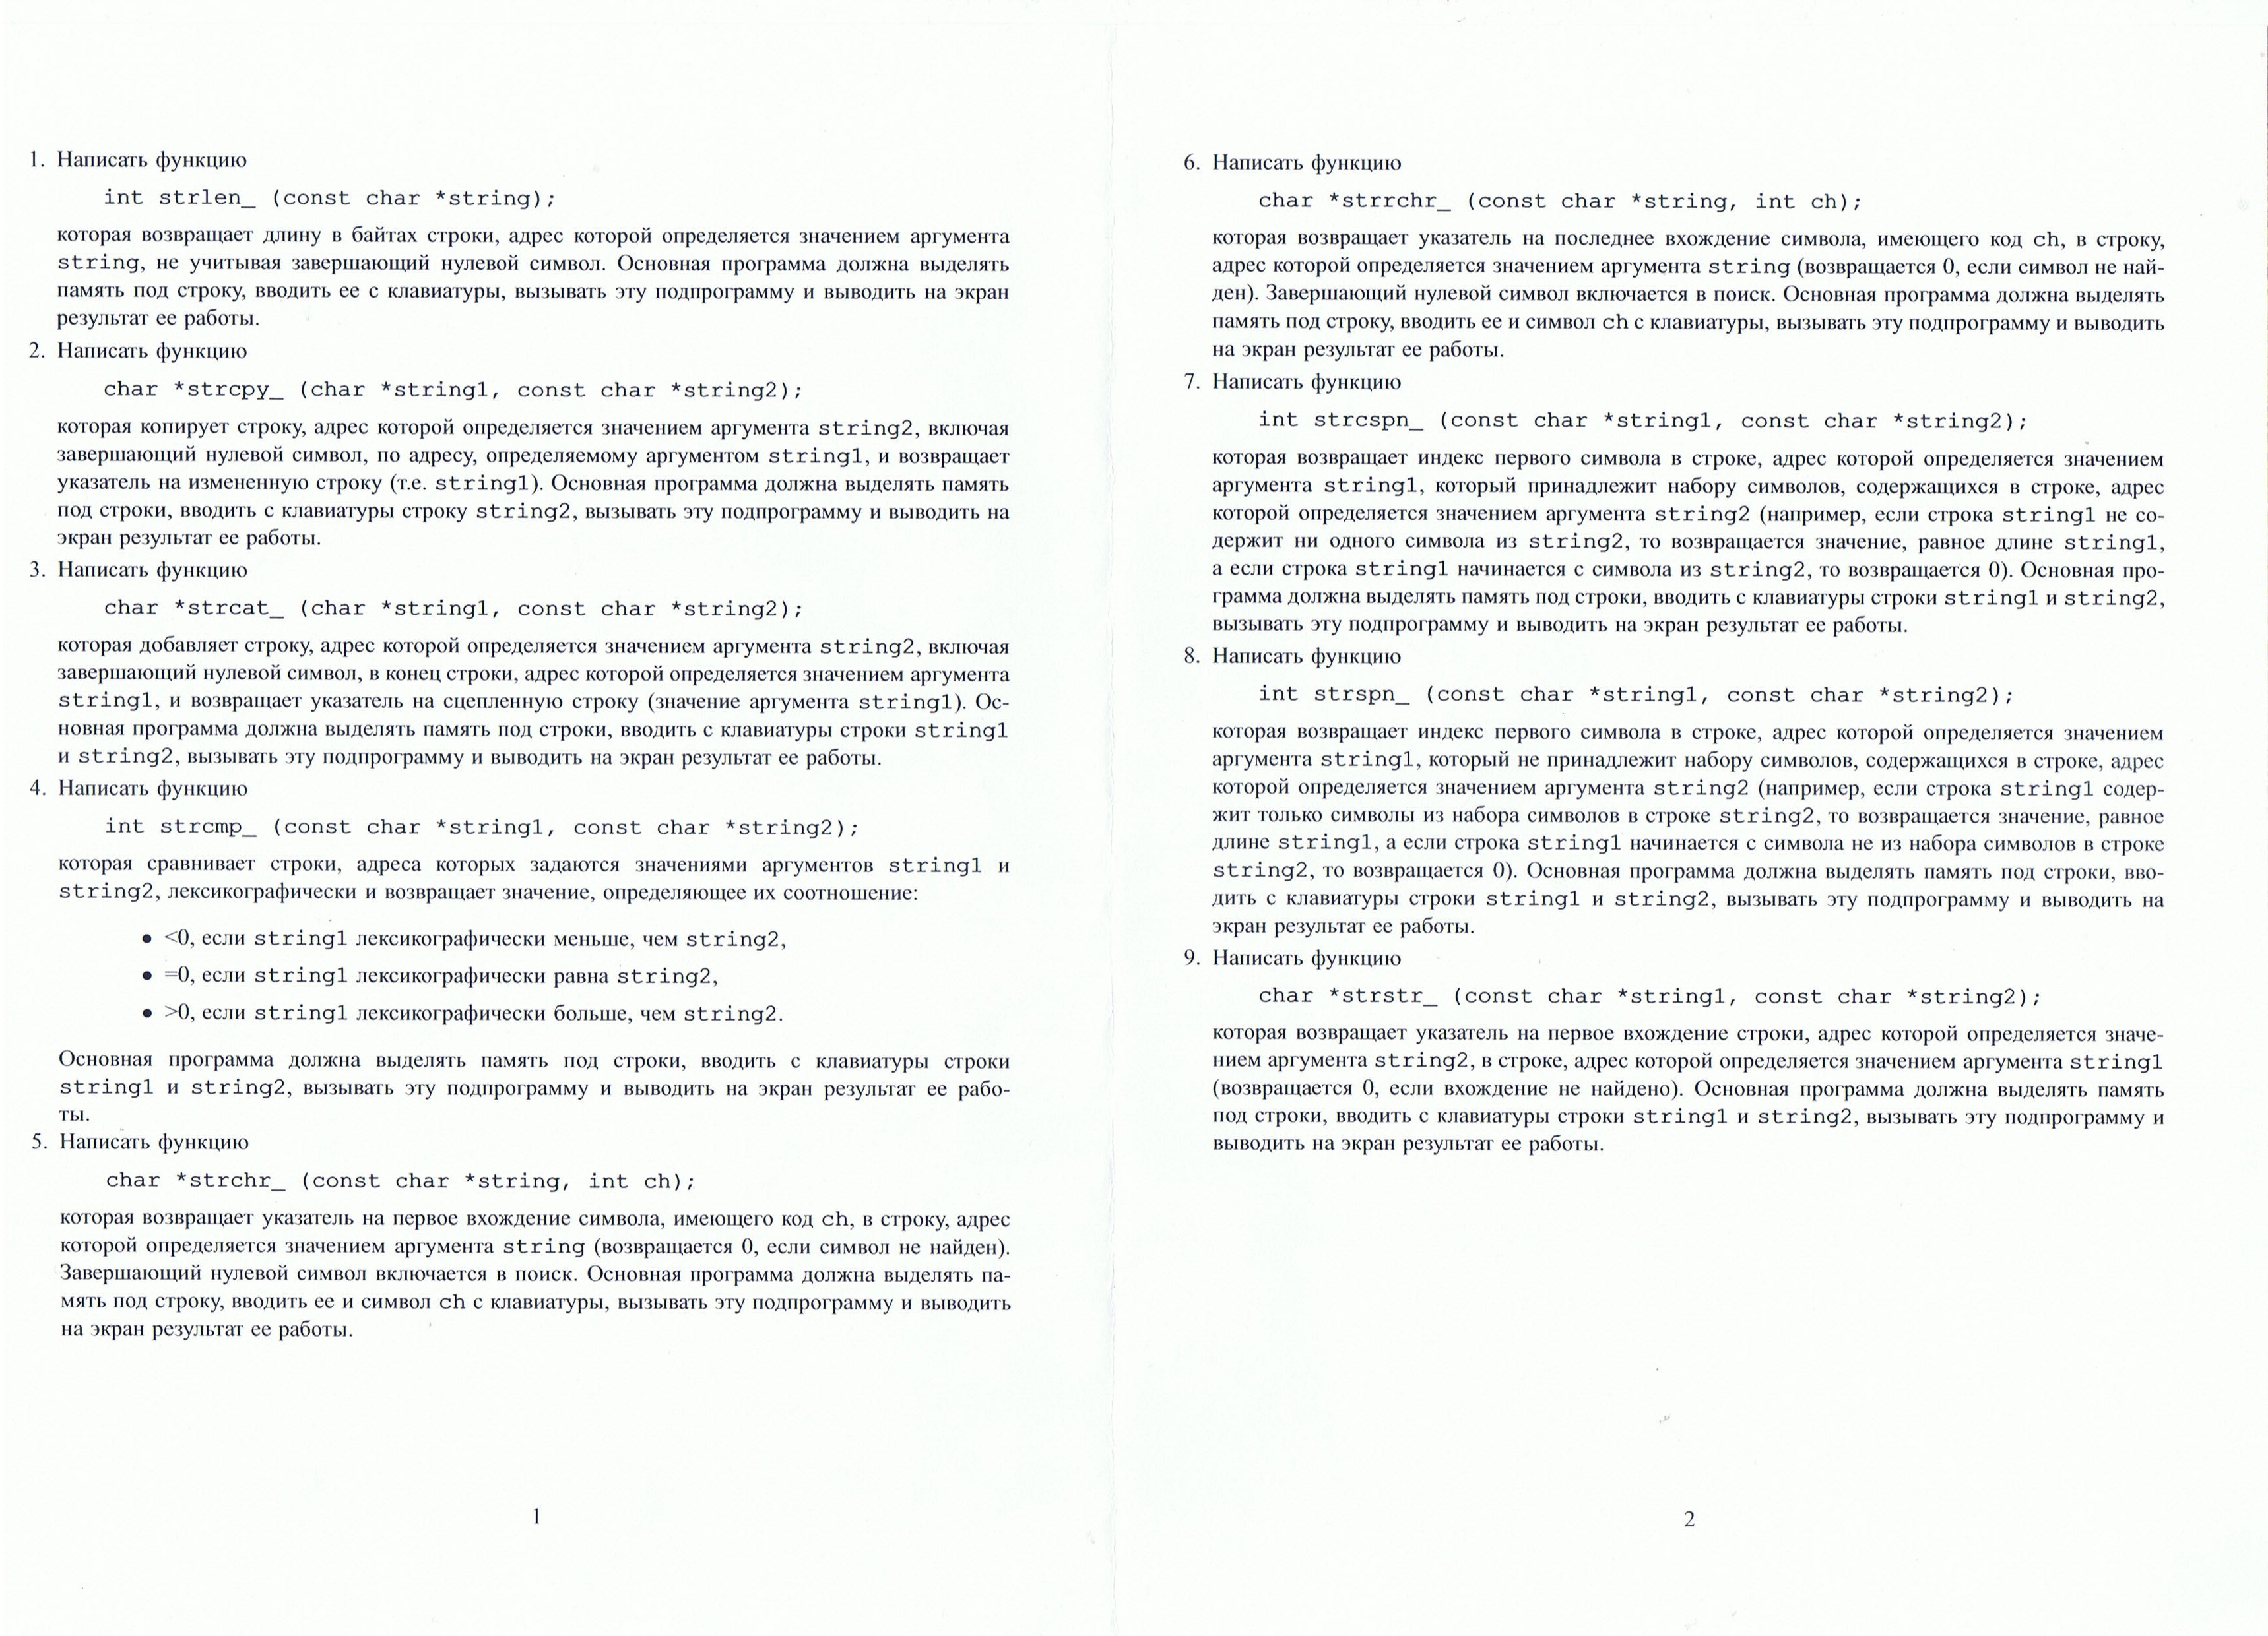 1. Написать функцию
int strlen_ (const char *string);
которая возвращает длину в байтах строки, адрес которой определяется значением аргумента
string, не учитывая завершающий нулевой символ. Основная программа должна выделять
память под строку, вводить ее с клавиатуры, вызывать эту подпрограмму и выводить на экран
результат ее работы.
2. Написать функцию
char *strcpy_ (char *string1, const char *string2);
которая копирует строку, адрес которой определяется значением аргумента string2, включая
завершающий нулевой символ, по адресу, определяемому аргументом string1, и возвращает
указатель на измененную строку (т.е. string1). Основная программа должна выделять память
под строки, вводить с клавиатуры строку string2, вызывать эту подпрограмму и выводить на
экран результат ее работы.
3. Написать функцию
char *strcat_ (char *string1, const char *string2);
которая добавляет строку, адрес которой определяется значением аргумента string2, включая
завершающий нулевой символ, в конец строки, адрес которой определяется значением аргумента
string1, и возвращает указатель на сцепленную строку (значение аргумента string1). Ос-
новная программа должна выделять память под строки, вводить с клавиатуры строки string1
и string2, вызывать эту подпрограмму и выводить на экран результат ее работы.
4. Написать функцию
int strcmp_ (const char *string1, const char *string2);
которая сравнивает строки, адреса которых задаются значениями аргументов string1 и
string2, лексикографически и возвращает значение, определяющее их соотношение:
• <0, если string1 лексикографически меньше, чем string2,
• =0, если string1 лексикографически равна string2,
• >0, если string1 лексикографически больше, чем string2.
Основная программа должна выделять память под строки, вводить с клавиатуры строки
string1 и string2, вызывать эту подпрограмму и выводить на экран результат ее рабо-
ты.
5. Написать функцию
char *strchr_ (const char *string, int ch);
которая возвращает указатель на первое вхождение символа, имеющего код ch, в строку, адрес
которой определяется значением аргумента string (возвращается 0, если символ не найден).
Завершающий нулевой символ включается в поиск. Основная программа должна выделять па-
мять под строку, вводить ее и символ ch с клавиатуры, вызывать эту подпрограмму и выводить
на экран результат ее работы.
1
6. Написать функцию
char *strrchr_ (const char *string, int ch);
которая возвращает указатель на последнее вхождение символа, имеющего код ch, в строку,
адрес которой определяется значением аргумента string (возвращается 0, если символ не най-
ден). Завершающий нулевой символ включается в поиск. Основная программа должна выделять
память под строку, вводить ее и символ ch с клавиатуры, вызывать эту подпрограмму и выводить
на экран результат ее работы.
7. Написать функцию
int strcspn_ (const char *string1, const char *string2);
которая возвращает индекс первого символа в строке, адрес которой определяется значением
аргумента string1, который принадлежит набору символов, содержащихся в строке, адрес
которой определяется значением аргумента string2 (например, если строка string1 не со-
держит ни одного символа из string2, то возвращается значение, равное длине string1,
а если строка string1 начинается с символа из string2, то возвращается 0). Основная про-
грамма должна выделять память под строки, вводить с клавиатуры строки string1 и string2,
вызывать эту подпрограмму и выводить на экран результат ее работы.
8. Написать функцию
int strspn_ (const char *string1, const char *string2);
которая возвращает индекс первого символа в строке, адрес которой определяется значением
аргумента string1, который не принадлежит набору символов, содержащихся в строке, адрес
которой определяется значением аргумента string2 (например, если строка string1 содер-
жит только символы из набора символов в строке string2, то возвращается значение, равное
длине string1, а если строка string1 начинается с символа не из набора символов в строке
string2, то возвращается 0). Основная программа должна выделять память под строки, вво-
дить с клавиатуры строки string1 и string2, вызывать эту подпрограмму и выводить на
экран результат ее работы.
9. Написать функцию
char *strstr_ (const char *string1, const char *string2);
которая возвращает указатель на первое вхождение строки, адрес которой определяется значе-
нием аргумента string2, в строке, адрес которой определяется значением аргумента string1
(возвращается 0, если вхождение не найдено). Основная программа должна выделять память
под строки, вводить с клавиатуры строки string1 и string2, вызывать эту подпрограмму и
выводить на экран результат ее работы.
2